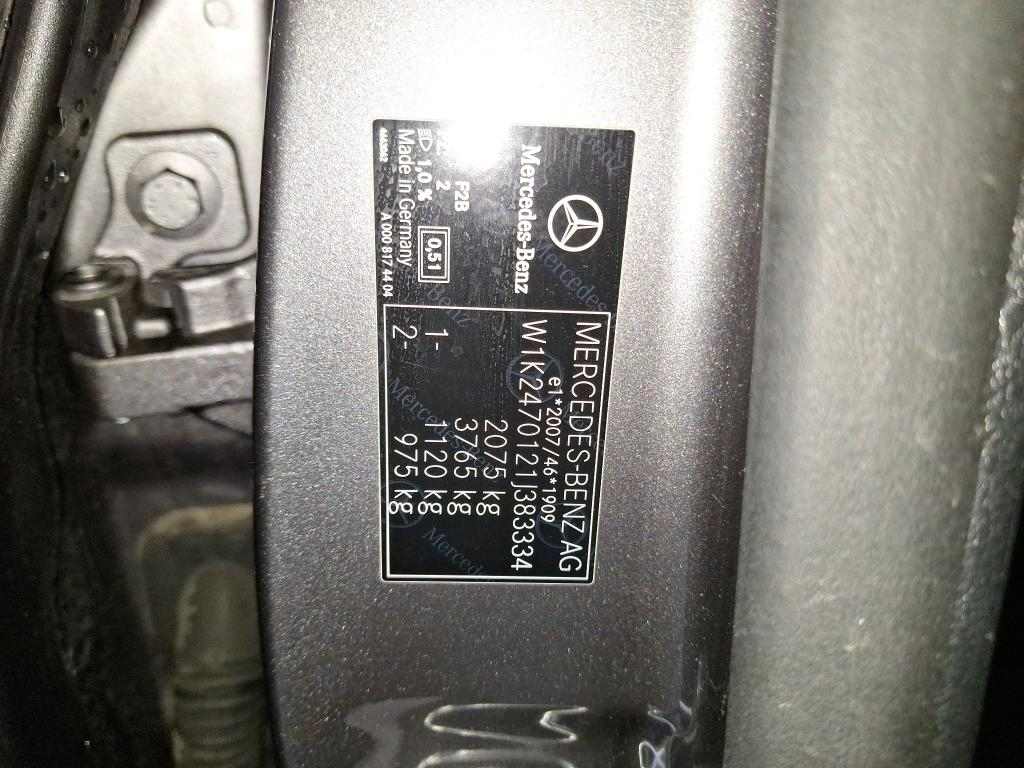 Mercedes-Benz
F2B
2
0,51
1,0 %
Made in Germany
A 000 817 44 04
MERCEDES-BENZ AG
e1*2007/46*1909
W1K2470121J383334
2075 kg
3765 kg
1- 1120 kg
2- 975 kg